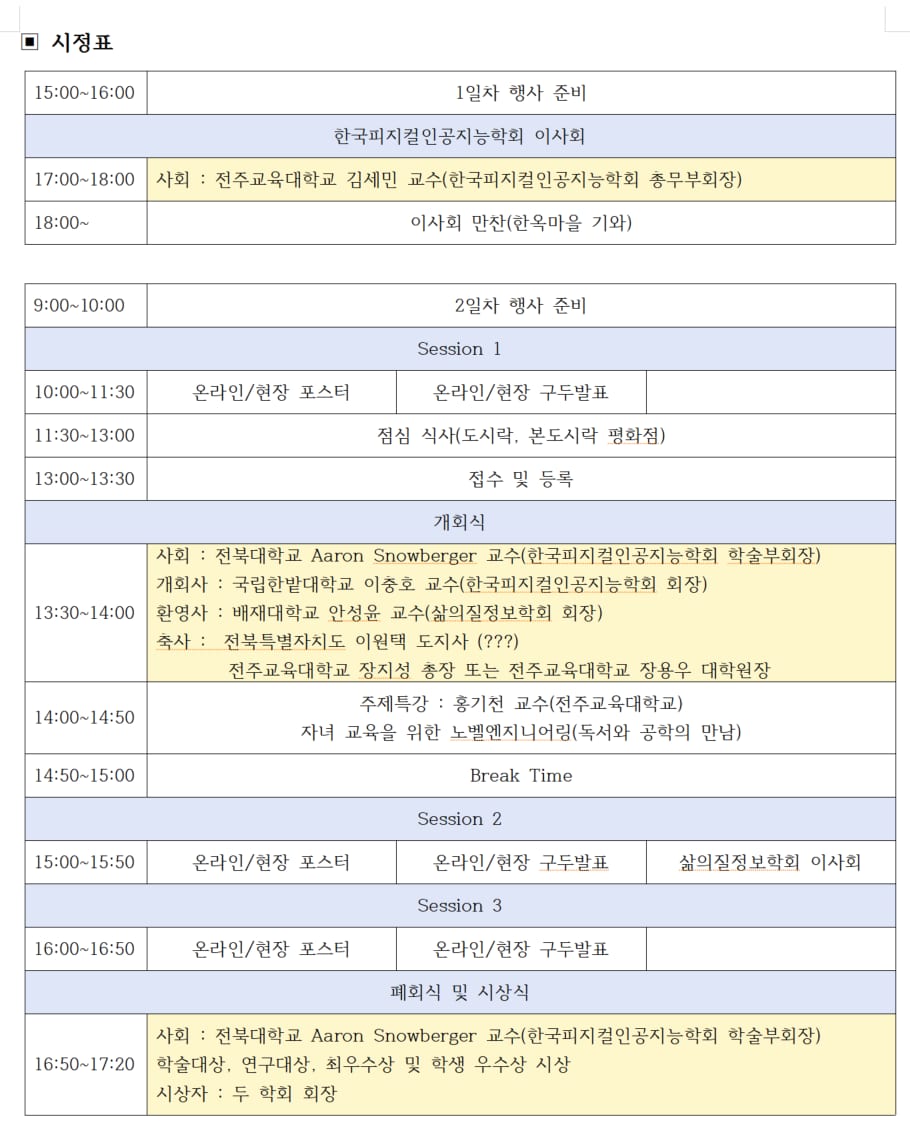 ▣ 시정표
15:00~16:00 1일차 행사 준비
한국피지컬인공지능학회 이사회
17:00~18:00 사회 : 전주교육대학교 김세민 교수(한국피지컬인공지능학회 총무부회장)
18:00~ 이사회 만찬(한옥마을 기와)
9:00~10:00 2일차 행사 준비
Session 1
10:00~11:30 온라인/현장 포스터 온라인/현장 구두발표
11:30~13:00 점심 식사(도시락, 본도시락 평화점)
13:00~13:30 접수 및 등록
개회식
13:30~14:00
사회 : 전북대학교 Aaron Snowberger 교수(한국피지컬인공지능학회 학술부회장)
개회사 : 국립한밭대학교 이충호 교수(한국피지컬인공지능학회 회장)
환영사 : 배재대학교 안성윤 교수(삶의질정보학회 회장)
축사 : 전북특별자치도 이원택 도지사 (???)
전주교육대학교 장지성 총장 또는 전주교육대학교 장용우 대학원장
14:00~14:50
주제특강 : 홍기천 교수(전주교육대학교)
자녀 교육을 위한 노벨엔지니어링(독서와 공학의 만남)
14:50~15:00 Break Time
Session 2
15:00~15:50 온라인/현장 포스터 온라인/현장 구두발표 삶의질정보학회 이사회
Session 3
16:00~16:50 온라인/현장 포스터 온라인/현장 구두발표
폐회식 및 시상식
16:50~17:20
사회 : 전북대학교 Aaron Snowberger 교수(한국피지컬인공지능학회 학술부회장)
학술대상, 연구대상, 최우수상 및 학생 우수상 시상
시상자 : 두 학회 회장